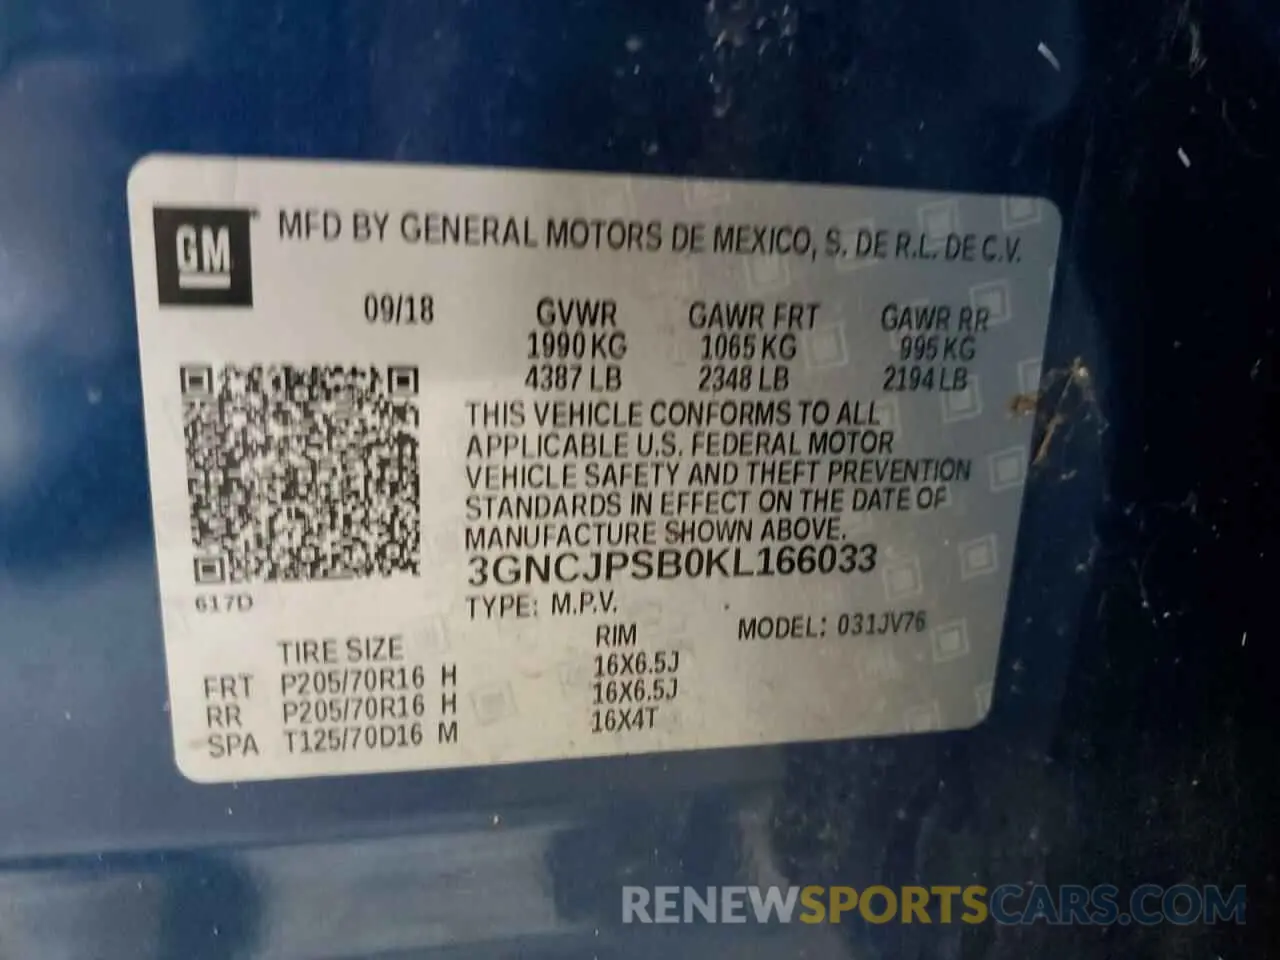 GM
MFD BY GENERAL MOTORS DE MEXICO, S. DE R.L. DE C.V.
09/18 GVWR GAWR FRT GAWR RR
1990 KG 1065 KG 995 KG
4387 LB 2348 LB 2194 LB
THIS VEHICLE CONFORMS TO ALL
APPLICABLE U.S. FEDERAL MOTOR
VEHICLE SAFETY AND THEFT PREVENTION
STANDARDS IN EFFECT ON THE DATE OF
MANUFACTURE SHOWN ABOVE.
3GNCJPSB0KL166033
617D
TYPE: M.P.V. MODEL: 031JV76
TIRE SIZE RIM
FRT P205/70R16 H 16X6.5J
RR P205/70R16 H 16X6.5J
SPA T125/70D16 M 16X4T
RENEWSPORTSCARS.COM